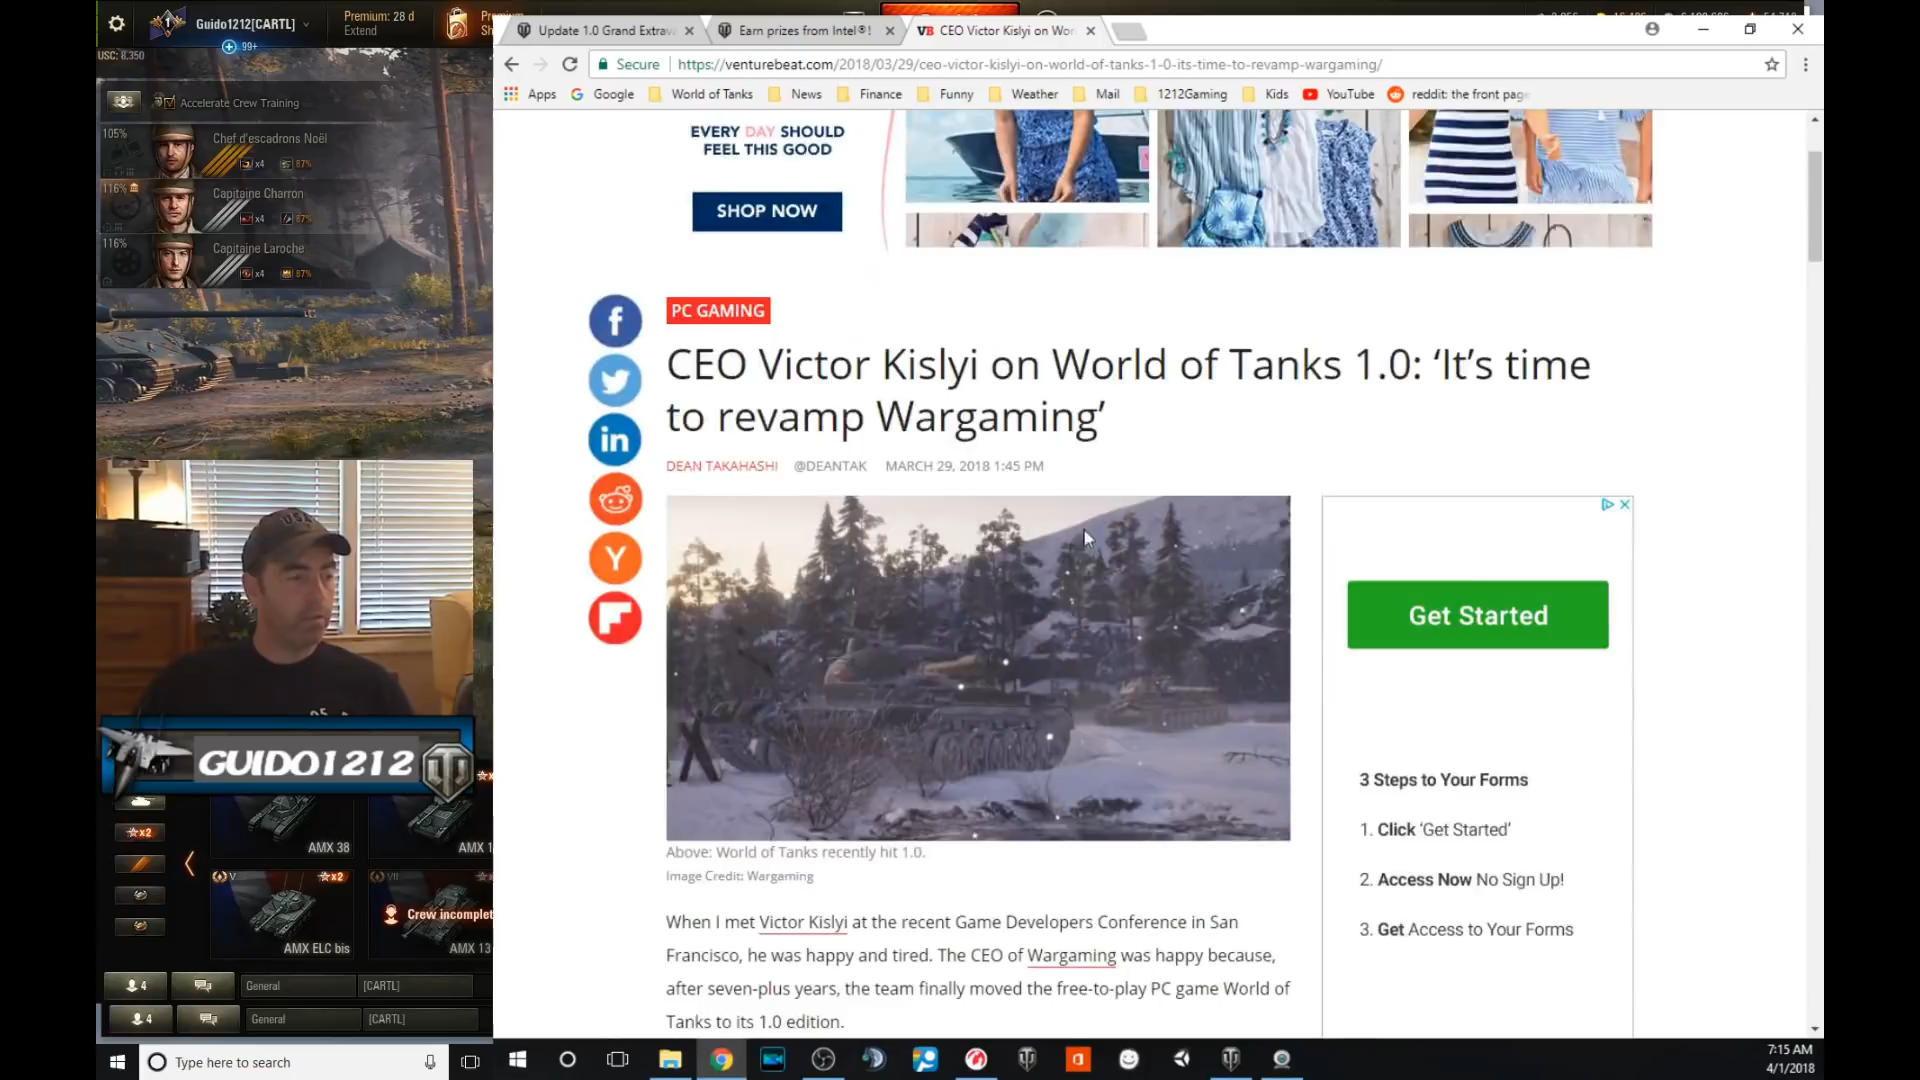 Guido1212[CARTL]
99+
Premium: 28 d
Extend
USC: 8,350
Accelerate Crew Training
105%
Chef d'escadrons Noël
x4
87%
116%
Capitaine Charron
x4
87%
116%
Capitaine Laroche
x4
87%
GUIDO1212
x2
AMX 38
AMX 1
V
x2
VII
Crew incomplet
AMX ELC bis
AMX 13
4
General
[CARTL]
4
General
[CARTL]
Type here to search
Update 1.0 Grand Extrav
Earn prizes from Intel®!
VB CEO Victor Kislyi on Wor
Secure
https://venturebeat.com/2018/03/29/ceo-victor-kislyi-on-world-of-tanks-1-0-its-time-to-revamp-wargaming/
Apps
Google
World of Tanks
News
Finance
Funny
Weather
Mail
1212Gaming
Kids
YouTube
reddit: the front page
EVERY DAY SHOULD
FEEL THIS GOOD
SHOP NOW
PC GAMING
CEO Victor Kislyi on World of Tanks 1.0: ‘It’s time
to revamp Wargaming’
DEAN TAKAHASHI @DEANTAK MARCH 29, 2018 1:45 PM
Above: World of Tanks recently hit 1.0.
Image Credit: Wargaming
When I met Victor Kislyi at the recent Game Developers Conference in San
Francisco, he was happy and tired. The CEO of Wargaming was happy because,
after seven-plus years, the team finally moved the free-to-play PC game World of
Tanks to its 1.0 edition.
Get Started
3 Steps to Your Forms
1. Click ‘Get Started’
2. Access Now No Sign Up!
3. Get Access to Your Forms
7:15 AM
4/1/2018